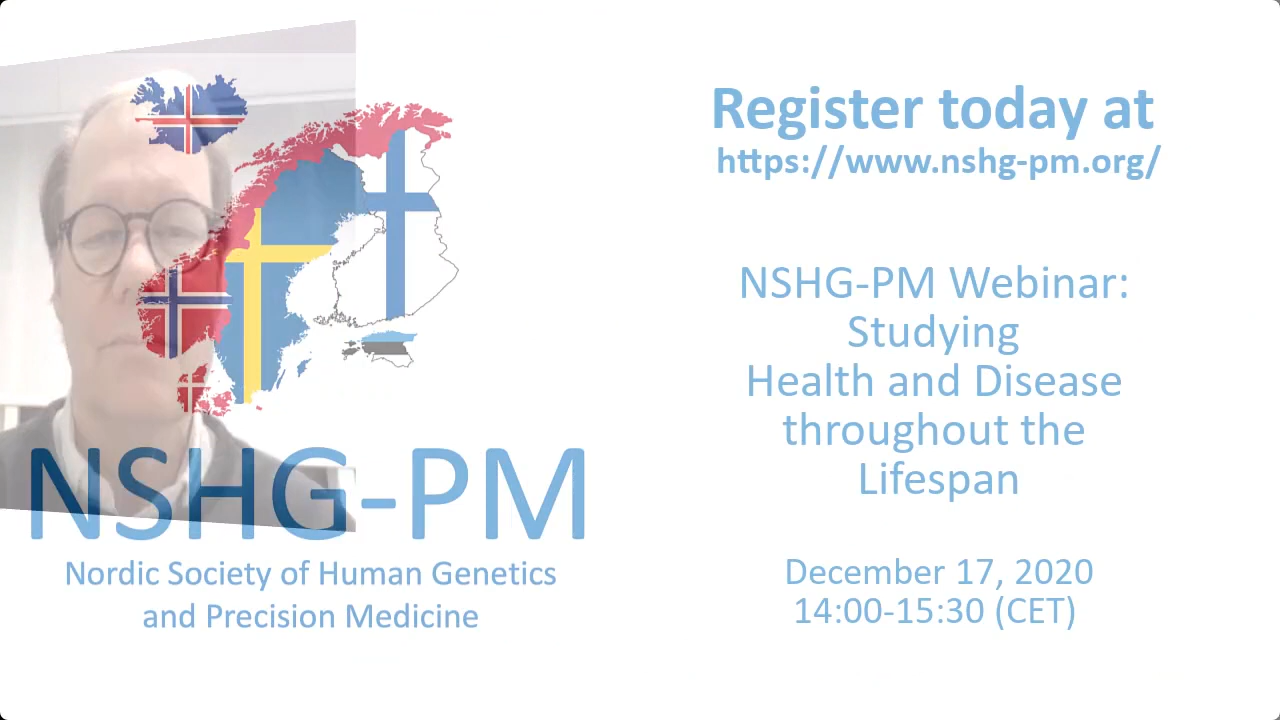 Register today at
https://www.nshg-pm.org/
NSHG-PM Webinar:
Studying
Health and Disease
throughout the
Lifespan
December 17, 2020
14:00-15:30 (CET)
NSHG-PM
Nordic Society of Human Genetics
and Precision Medicine